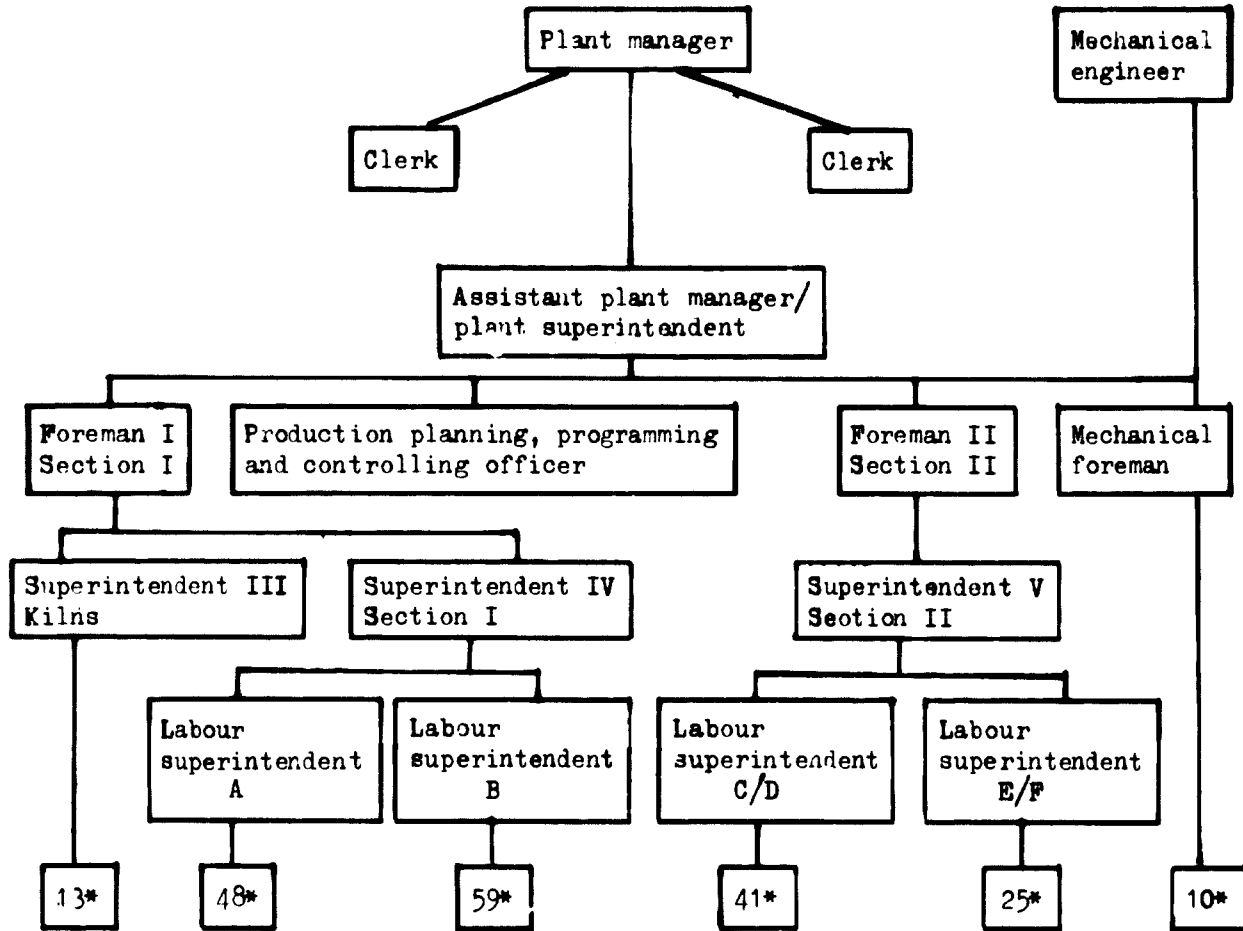 Plant manager
Mechanical
engineer
Clerk
Clerk
Assistant plant manager/
plant superintendent
Foreman I
Section I
Production planning, programming
and controlling officer
Foreman II
Section II
Mechanical
foreman
Superintendent III
Kilns
Superintendent IV
Section I
Superintendent V
Section II
Labour
superintendent
A
Labour
superintendent
B
Labour
superintendent
C/D
Labour
superintendent
E/F
13*
48*
59*
41*
25*
10*